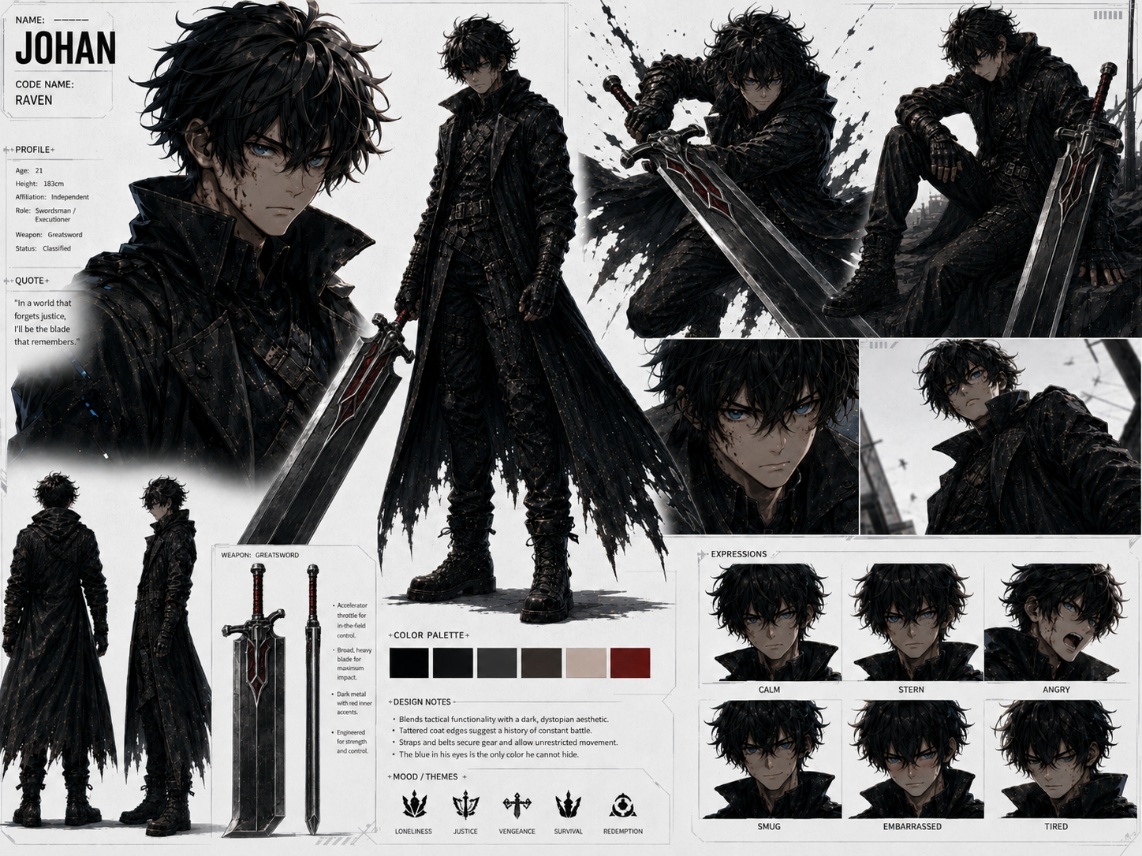 NAME: —————
JOHAN
CODE NAME:
RAVEN
PROFILE
Age: 21
Height: 183cm
Affiliation: Independent
Role: Swordsman /
Executioner
Weapon: Greatsword
Status: Classified
QUOTE
"In a world that
forgets justice,
I'll be the blade
that remembers."
WEAPON: GREATSWORD
• Accelerator
throttle for
in-the-field
control.
• Broad, heavy
blade for
maximum
impact.
• Dark metal
with red inner
accents.
• Engineered
for strength
and control.
COLOR PALETTE
DESIGN NOTES
• Blends tactical functionality with a dark, dystopian aesthetic.
• Tattered coat edges suggest a history of constant battle.
• Straps and belts secure gear and allow unrestricted movement.
• The blue in his eyes is the only color he cannot hide.
MOOD / THEMES
LONELINESS
JUSTICE
VENGEANCE
SURVIVAL
REDEMPTION
EXPRESSIONS
CALM
STERN
ANGRY
SMUG
EMBARRASSED
TIRED